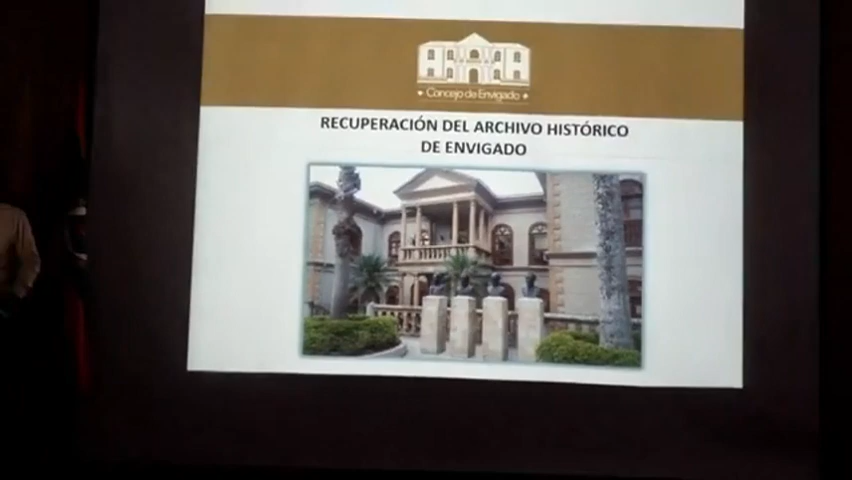 Concejo de Envigado
RECUPERACIÓN DEL ARCHIVO HISTÓRICO
DE ENVIGADO